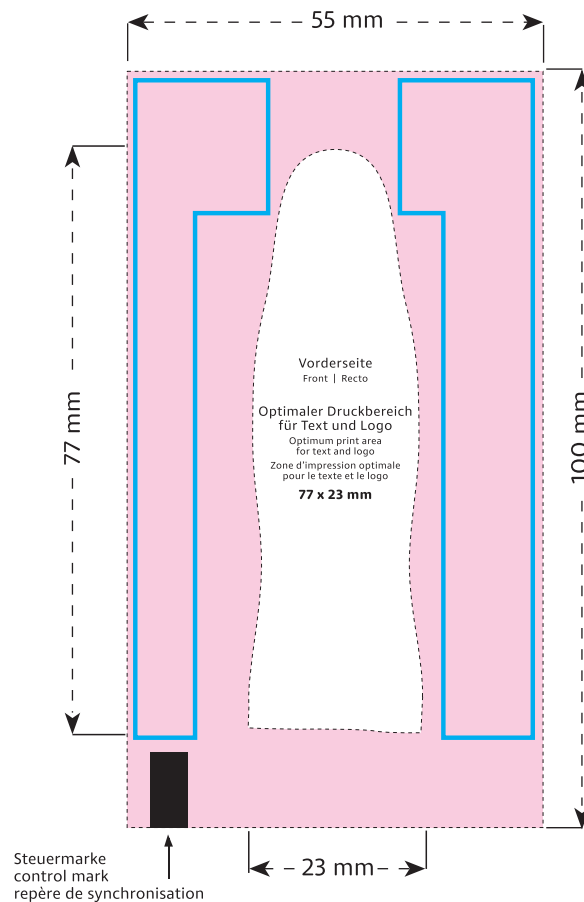 55 mm
77 mm
100 mm
Vorderseite
Front | Recto
Optimaler Druckbereich
für Text und Logo
Optimum print area
for text and logo
Zone d'impression optimale
pour le texte et le logo
77 x 23 mm
23 mm
Steuermarke
control mark
repère de synchronisation